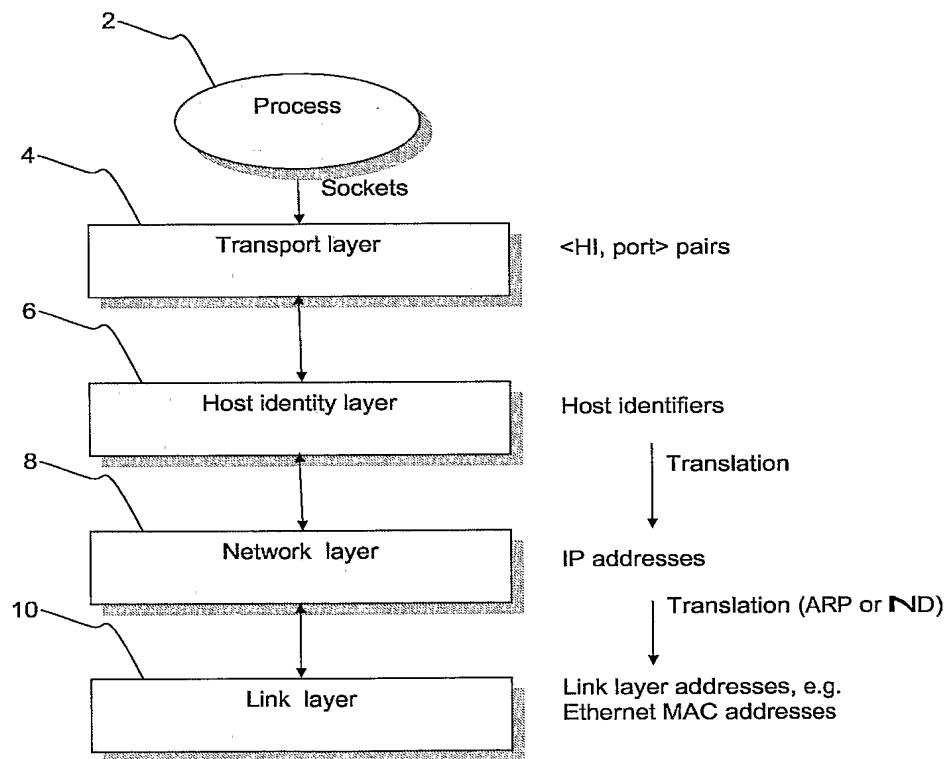 2
Process
4
Sockets
Transport layer
<HI, port> pairs
6
Host identity layer
Host identifiers
8
Translation
Network layer
IP addresses
10
Translation (ARP or ND)
Link layer
Link layer addresses, e.g.
Ethernet MAC addresses